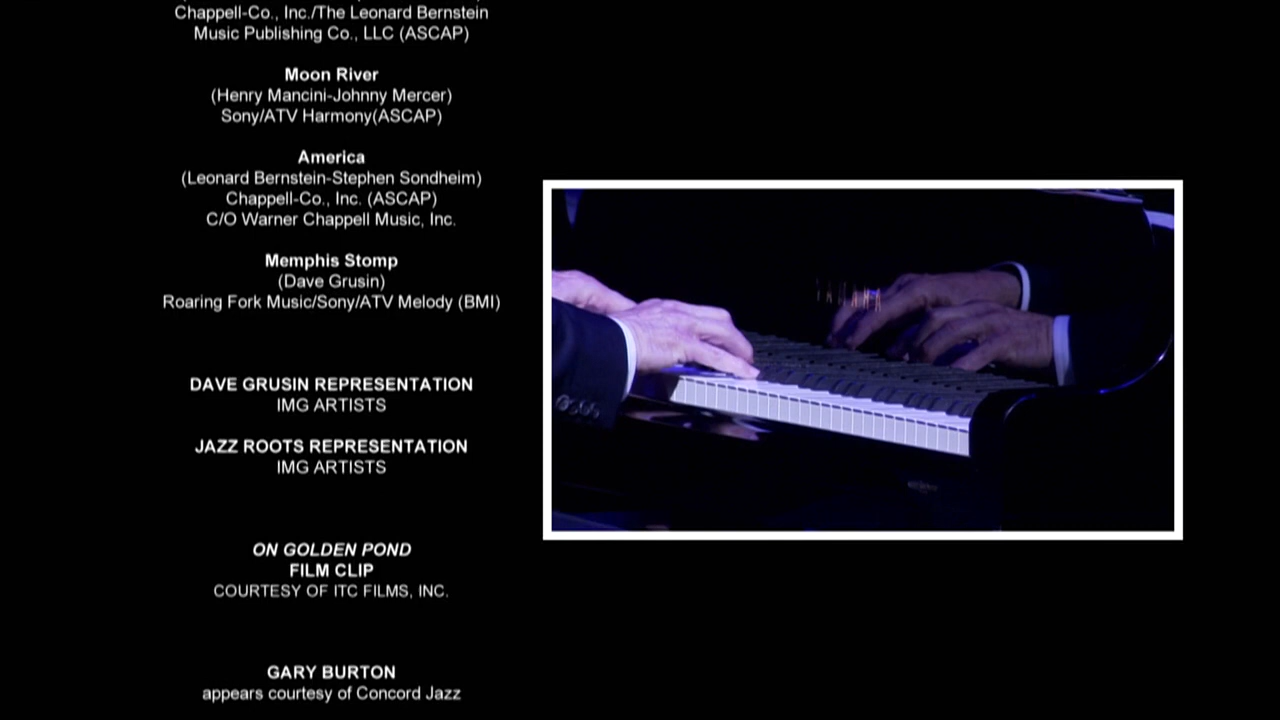 Chappell-Co., Inc./The Leonard Bernstein
Music Publishing Co., LLC (ASCAP)
Moon River
(Henry Mancini-Johnny Mercer)
Sony/ATV Harmony(ASCAP)
America
(Leonard Bernstein-Stephen Sondheim)
Chappell-Co., Inc. (ASCAP)
C/O Warner Chappell Music, Inc.
Memphis Stomp
(Dave Grusin)
Roaring Fork Music/Sony/ATV Melody (BMI)
DAVE GRUSIN REPRESENTATION
IMG ARTISTS
JAZZ ROOTS REPRESENTATION
IMG ARTISTS
ON GOLDEN POND
FILM CLIP
COURTESY OF ITC FILMS, INC.
GARY BURTON
appears courtesy of Concord Jazz